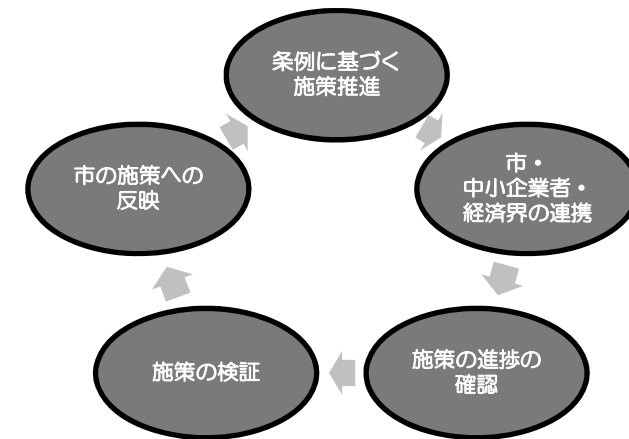 条例に基づく
施策推進
市・
中小企業者・
経済界の連携
施策の進捗の
確認
施策の検証
市の施策への
反映